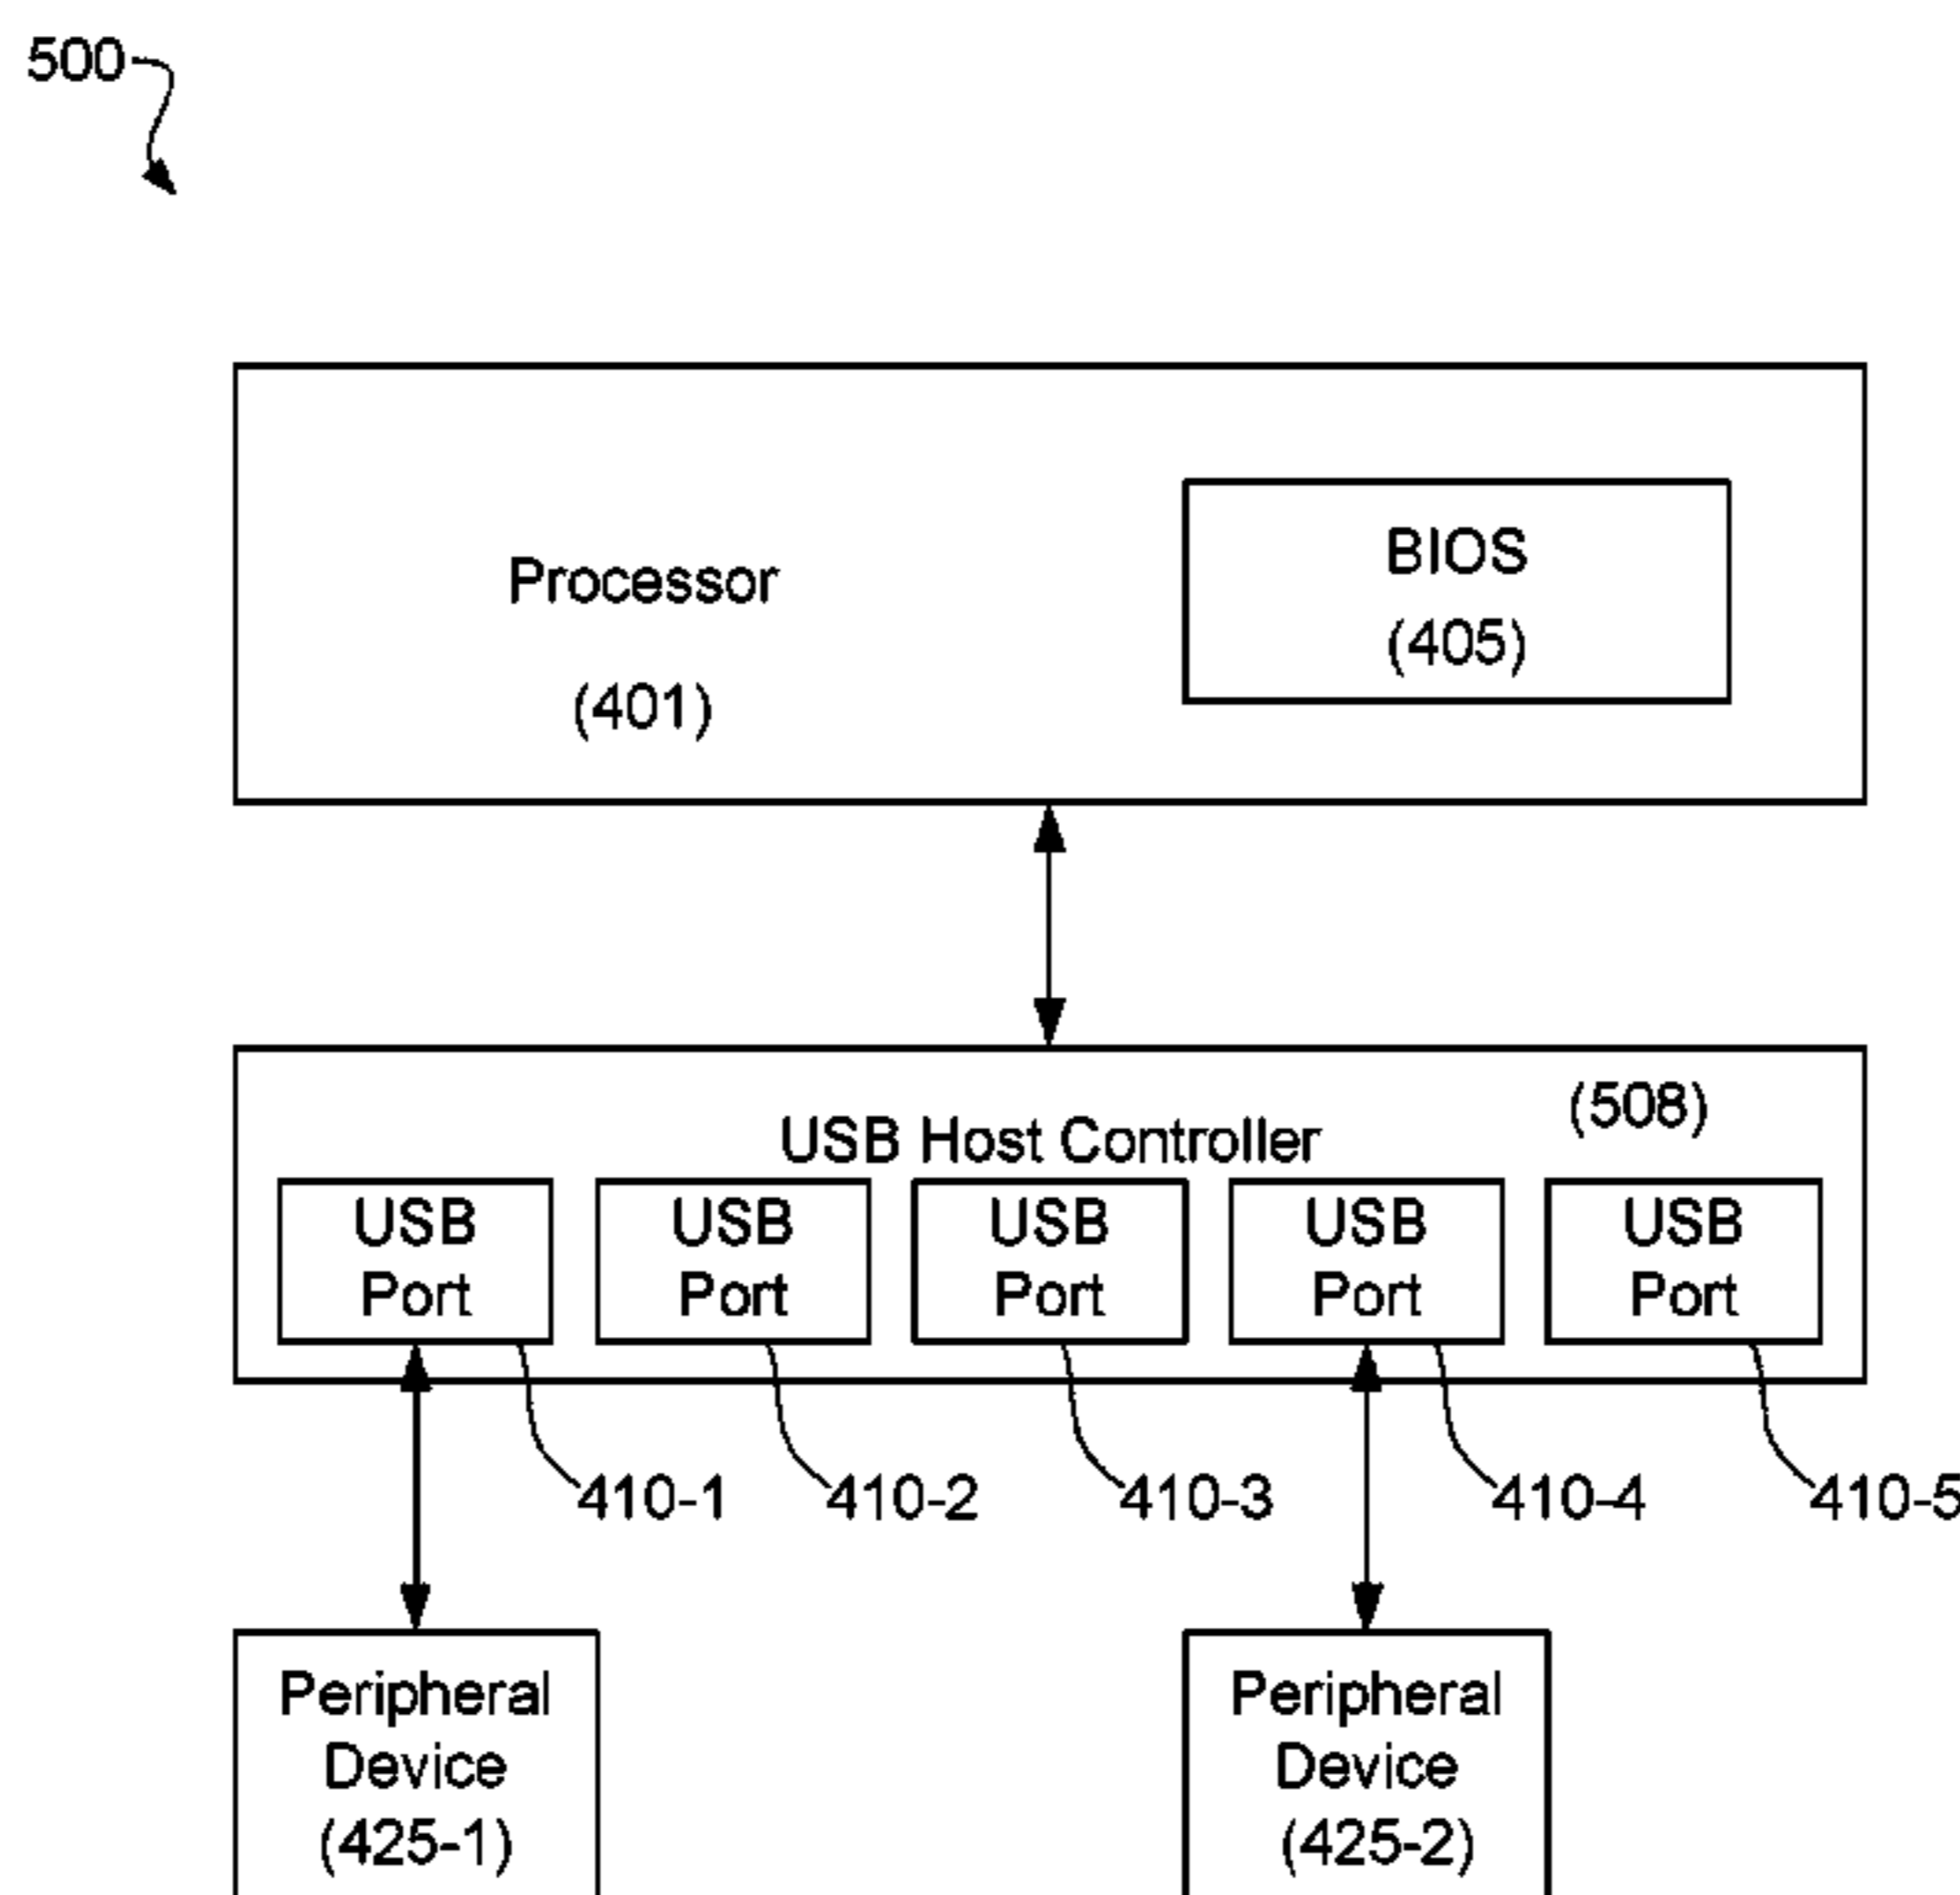 500
Processor
(401)
BIOS
(405)
(508)
USB Host Controller
USB
Port
USB
Port
USB
Port
USB
Port
USB
Port
410-1
410-2
410-3
410-4
410-5
Peripheral
Device
(425-1)
Peripheral
Device
(425-2)